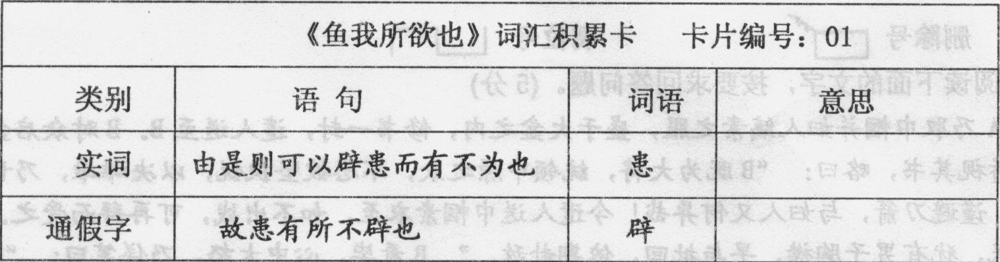 《鱼我所欲也》词汇积累卡 卡片编号：01
类别 语 句 词语 意思
实词 由是则可以辟患而有不为也 患
通假字 故患有所不辟也 辟